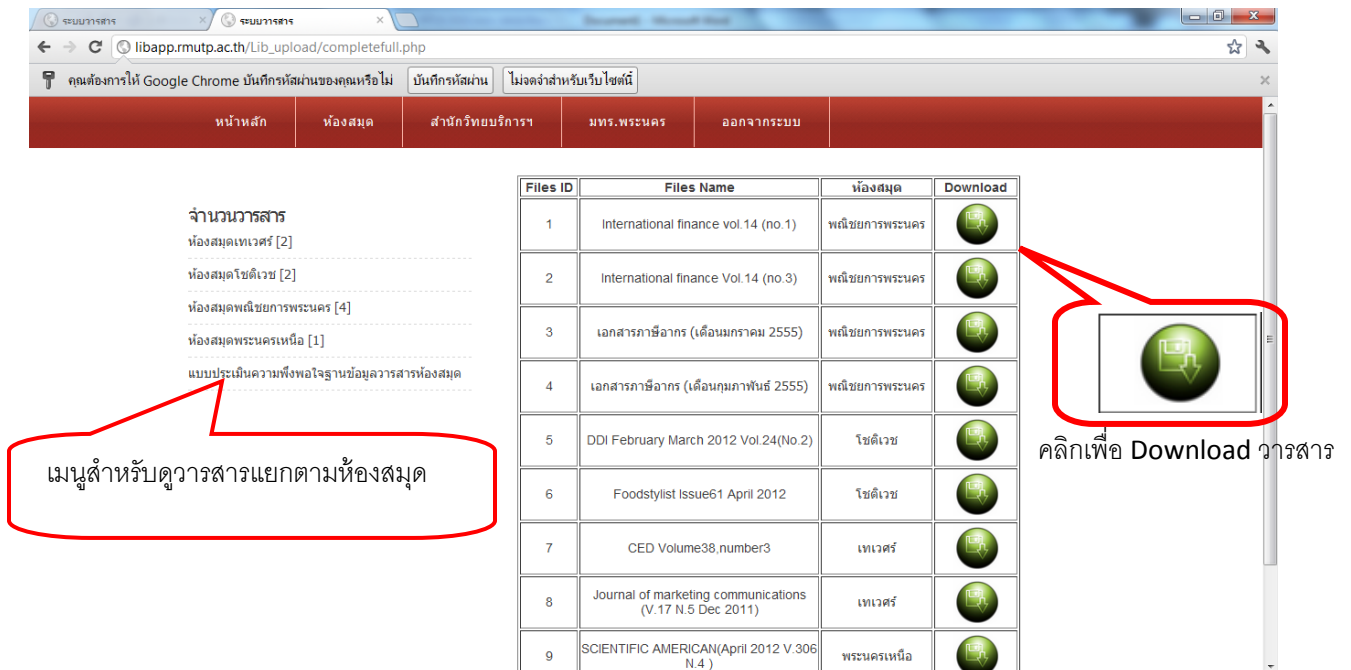 ระบบวารสาร
ระบบวารสาร
libapp.rmutp.ac.th/Lib_upload/completefull.php
คุณต้องการให้ Google Chrome บันทึกรหัสผ่านของคุณหรือไม่ บันทึกรหัสผ่าน ไม่จดจำสำหรับเว็บไซต์นี้
หน้าหลัก ห้องสมุด สำนักวิทยบริการฯ มทร.พระนคร ออกจากระบบ
จำนวนวารสาร
ห้องสมุดเทเวศร์ [2]
ห้องสมุดโชติเวช [2]
ห้องสมุดพณิชยการพระนคร [4]
ห้องสมุดพระนครเหนือ [1]
แบบประเมินความพึงพอใจฐานข้อมูลวารสารห้องสมุด
เมนูสำหรับดูวารสารแยกตามห้องสมุด
Files ID Files Name ห้องสมุด Download
1 International finance vol.14 (no.1) พณิชยการพระนคร
2 International finance Vol.14 (no.3) พณิชยการพระนคร
3 เอกสารภาษีอากร (เดือนมกราคม 2555) พณิชยการพระนคร
4 เอกสารภาษีอากร (เดือนกุมภาพันธ์ 2555) พณิชยการพระนคร
5 DDI February March 2012 Vol.24(No.2) โชติเวช
6 Foodstylist Issue61 April 2012 โชติเวช
7 CED Volume38,number3 เทเวศร์
8 Journal of marketing communications
(V.17 N.5 Dec 2011) เทเวศร์
9 SCIENTIFIC AMERICAN(April 2012 V.306
N.4 ) พระนครเหนือ
คลิกเพื่อ Download วารสาร